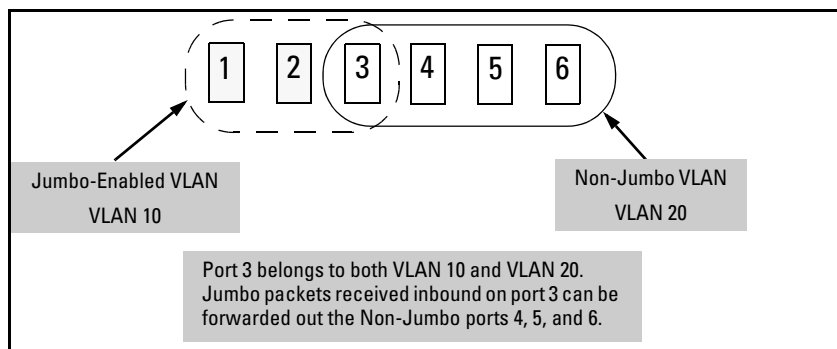 1 2 3 4 5 6
Jumbo-Enabled VLAN
VLAN 10
Non-Jumbo VLAN
VLAN 20
Port 3 belongs to both VLAN 10 and VLAN 20.
Jumbo packets received inbound on port 3 can be
forwarded out the Non-Jumbo ports 4, 5, and 6.